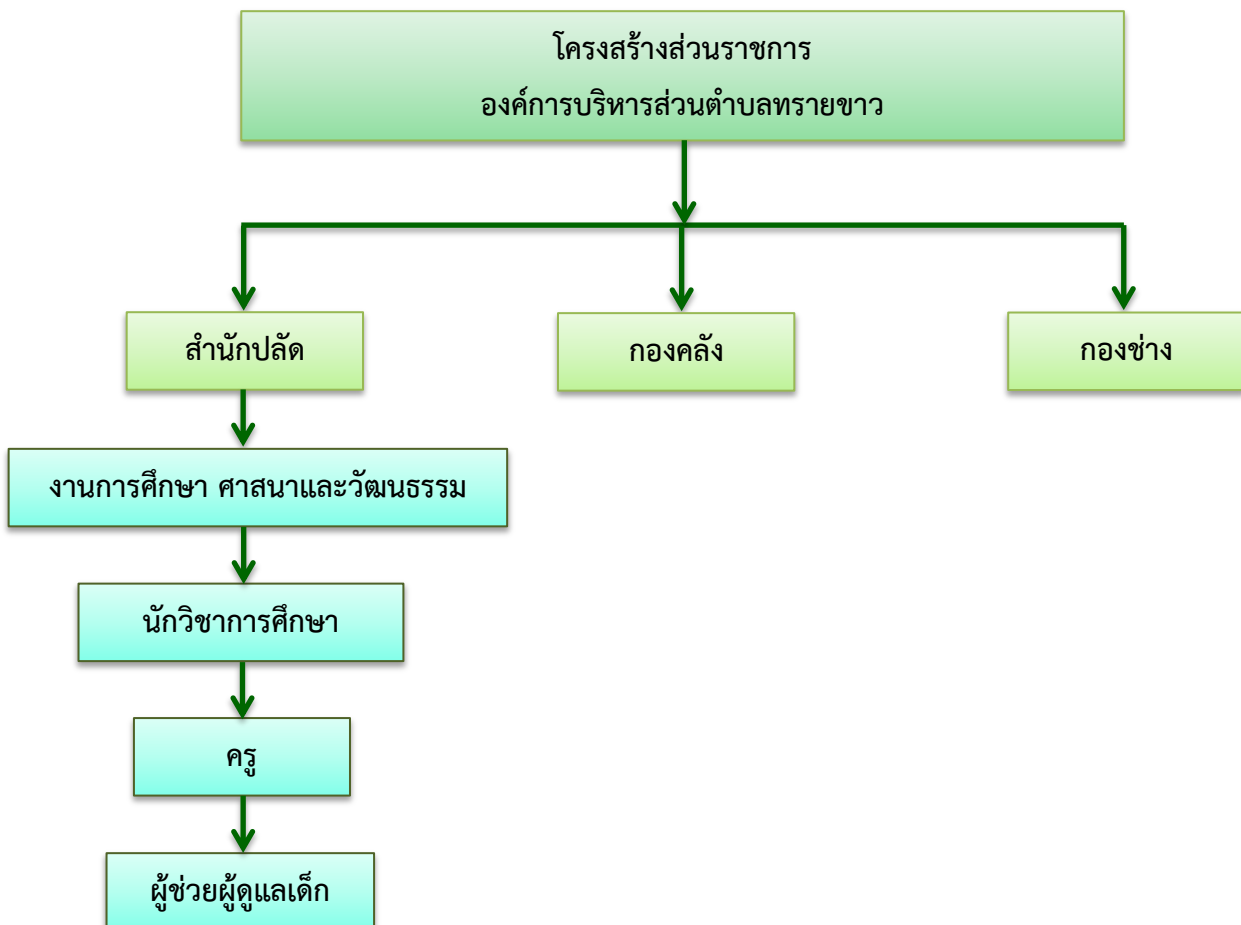 โครงสร้างส่วนราชการ
องค์การบริหารส่วนตำบลทรายขาว
สำนักปลัด
กองคลัง
กองช่าง
งานการศึกษา ศาสนาและวัฒนธรรม
นักวิชาการศึกษา
ครู
ผู้ช่วยผู้ดูแลเด็ก